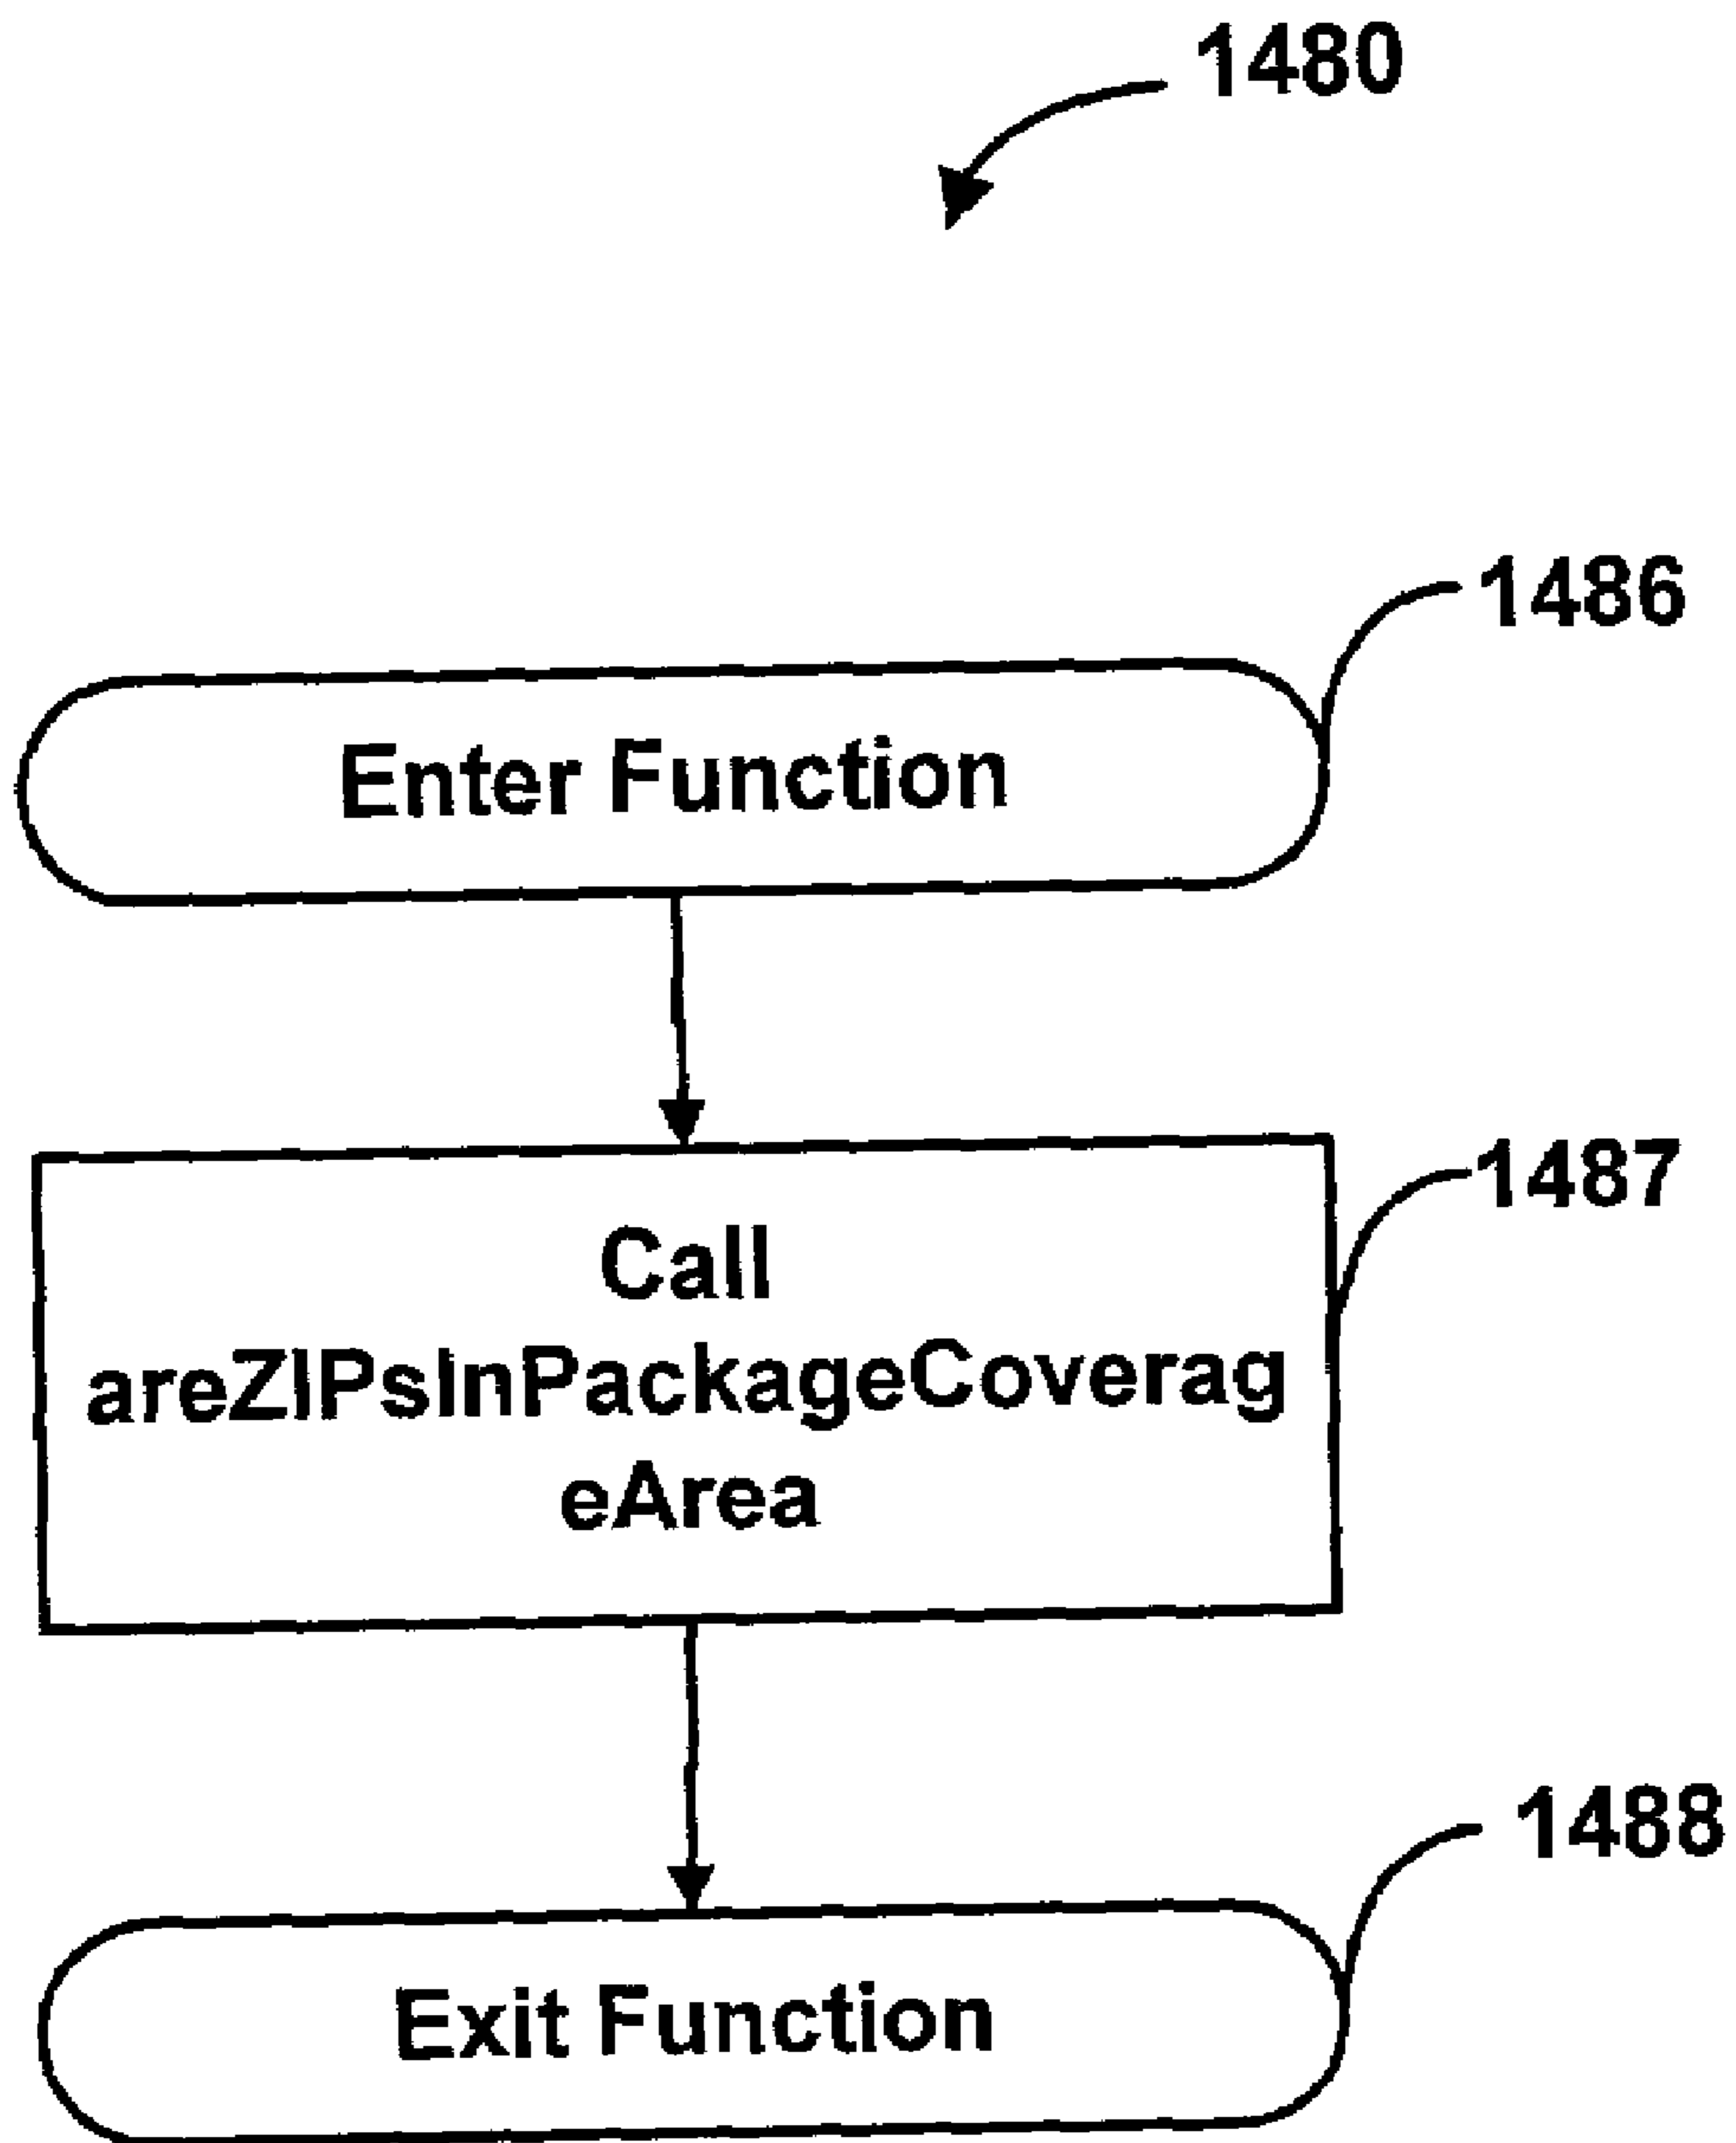 1480
1486
Enter Function
1487
Call
areZIPsInPackageCoverag
eArea
1488
Exit Function